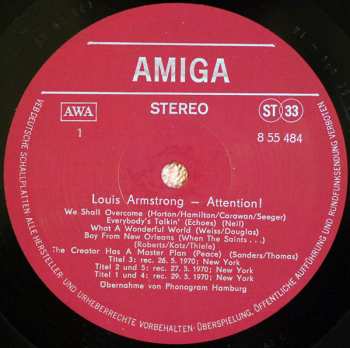 AMIGA
AWA
STEREO
ST 33
1
8 55 484
Louis Armstrong — Attention!
We Shall Overcome (Horton/Hamilton/Carawan/Seeger)
Everybody's Talkin' (Echoes) (Neil)
What A Wonderful World (Weiss/Douglas)
Boy From New Orleans (When The Saints . . .)
(Roberts/Kotz/Thiele)
The Creator Has A Master Plan (Peace) (Sanders/Thomas)
Titel 3: rec. 26. 5. 1970; New York
Titel 2 und 5: rec. 27. 5. 1970; New York
Titel 1 und 4: rec. 29. 5. 1970; New York
Übernahme von Phonogram Hamburg
VEB DEUTSCHE SCHALLPLATTEN ALLE HERSTELLER- UND URHEBERRECHTE VORBEHALTEN · ÜBERSPIELUNG, ÖFFENTLICHE AUFFÜHRUNG UND RUNDFUNKSENDUNG VERBOTEN